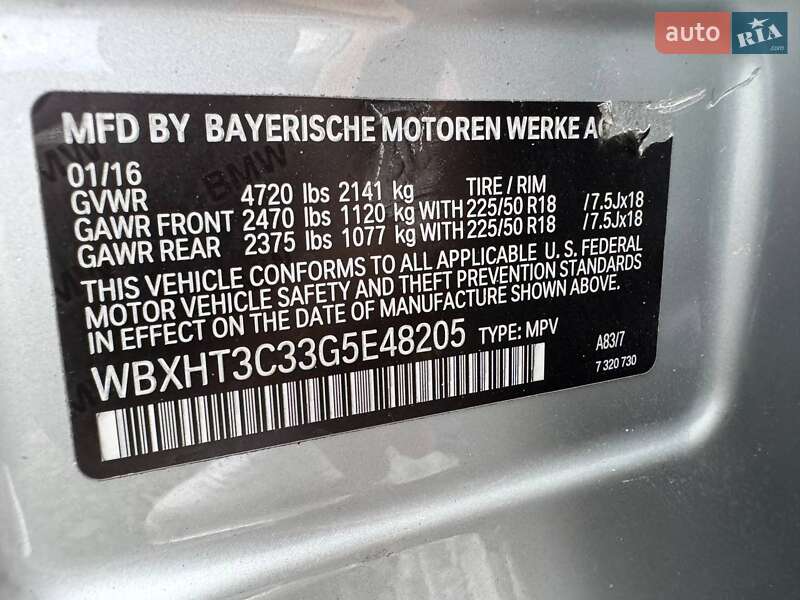 auto RIA
MFD BY BAYERISCHE MOTOREN WERKE AG
01/16
GVWR 4720 lbs 2141 kg TIRE / RIM
GAWR FRONT 2470 lbs 1120 kg WITH 225/50 R18 /7.5Jx18
GAWR REAR 2375 lbs 1077 kg WITH 225/50 R18 /7.5Jx18
THIS VEHICLE CONFORMS TO ALL APPLICABLE U. S. FEDERAL
MOTOR VEHICLE SAFETY AND THEFT PREVENTION STANDARDS
IN EFFECT ON THE DATE OF MANUFACTURE SHOWN ABOVE.
WBXHT3C33G5E48205 TYPE: MPV A83/7
7 320 730